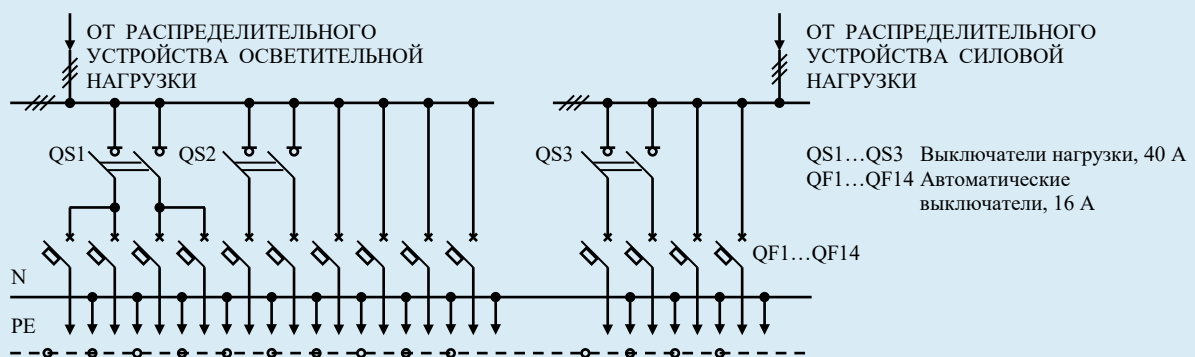 ОТ РАСПРЕДЕЛИТЕЛЬНОГО
УСТРОЙСТВА ОСВЕТИТЕЛЬНОЙ
НАГРУЗКИ
ОТ РАСПРЕДЕЛИТЕЛЬНОГО
УСТРОЙСТВА СИЛОВОЙ
НАГРУЗКИ
QS1
QS2
QS3
QS1…QS3 Выключатели нагрузки, 40 А
QF1…QF14 Автоматические
выключатели, 16 А
QF1…QF14
N
PE